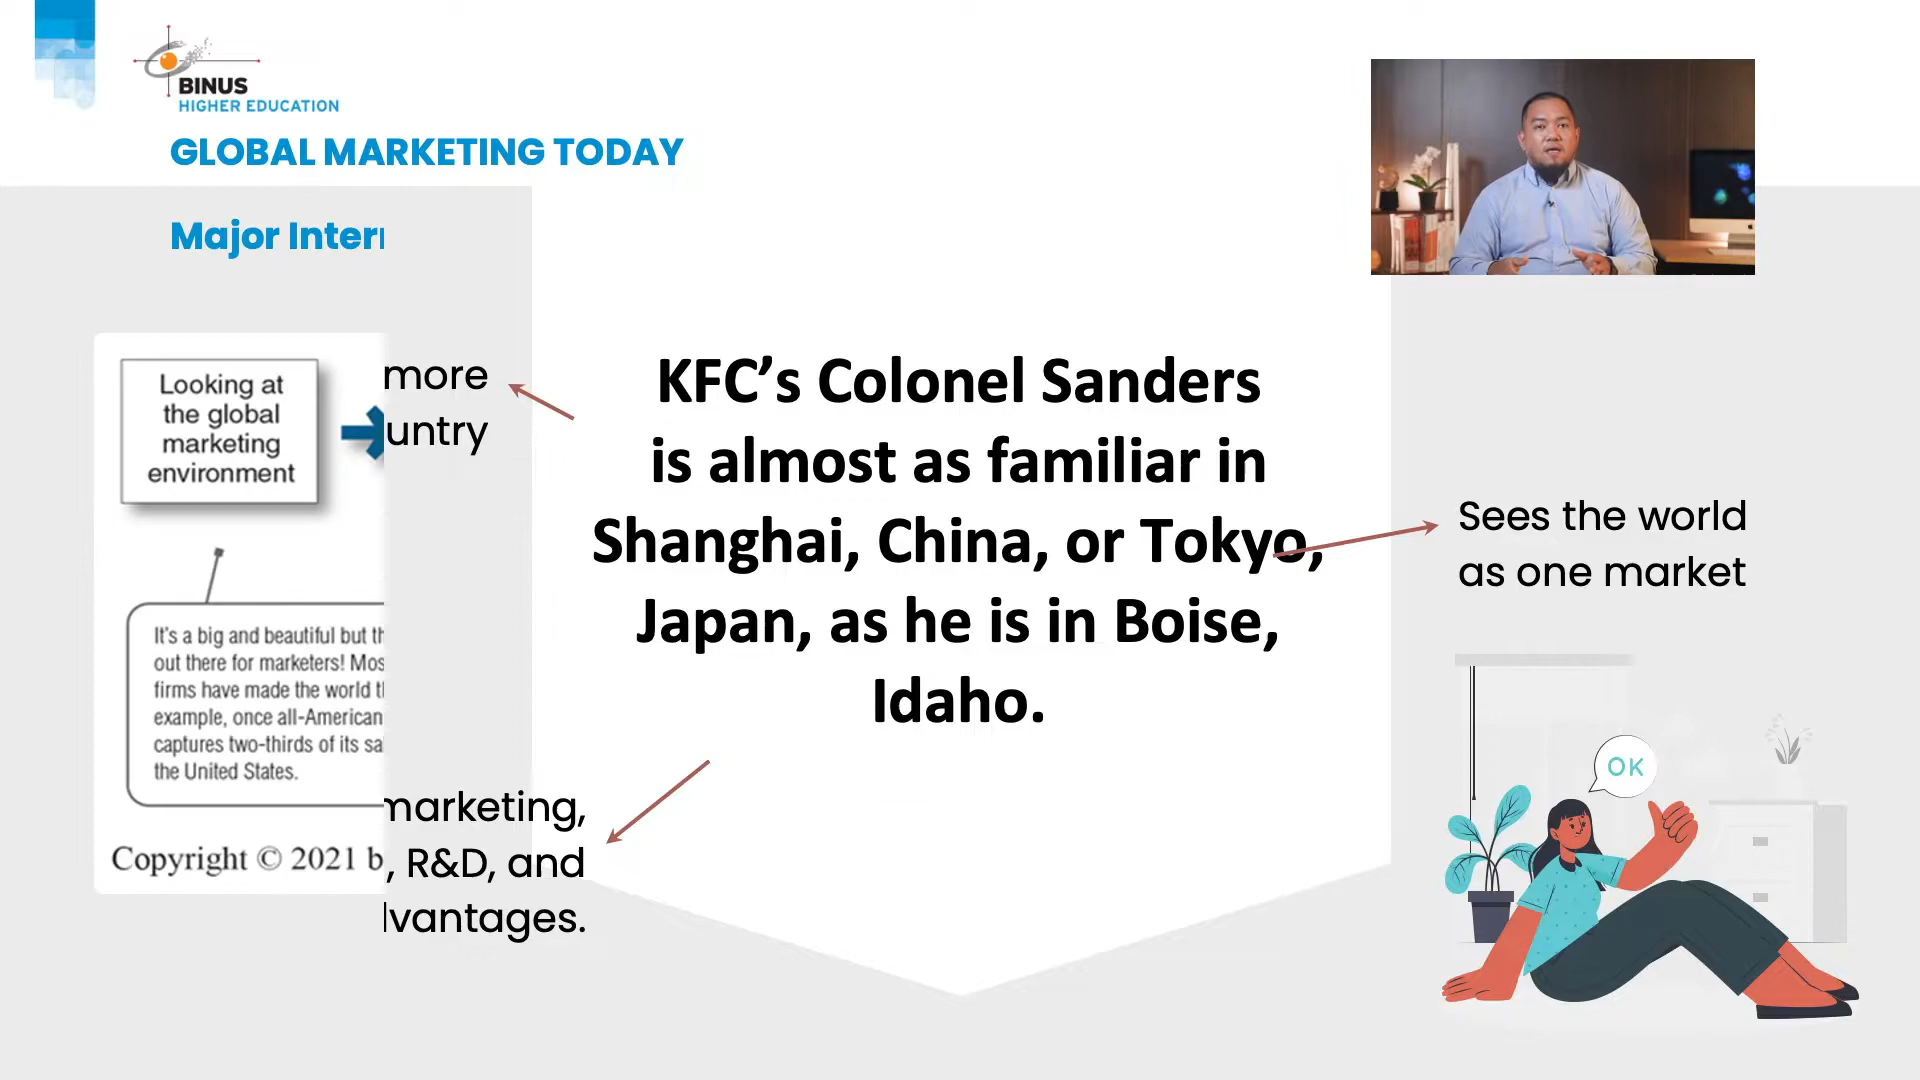 BINUS
HIGHER EDUCATION
GLOBAL MARKETING TODAY
Major Inter
Looking at
the global
marketing
environment
more
untry
KFC’s Colonel Sanders
is almost as familiar in
Shanghai, China, or Tokyo,
Japan, as he is in Boise,
Idaho.
Sees the world
as one market
It's a big and beautiful but th
out there for marketers! Mos
firms have made the world t
example, once all-American
captures two-thirds of its sa
the United States.
Copyright © 2021 b
marketing,
, R&D, and
lvantages.
OK